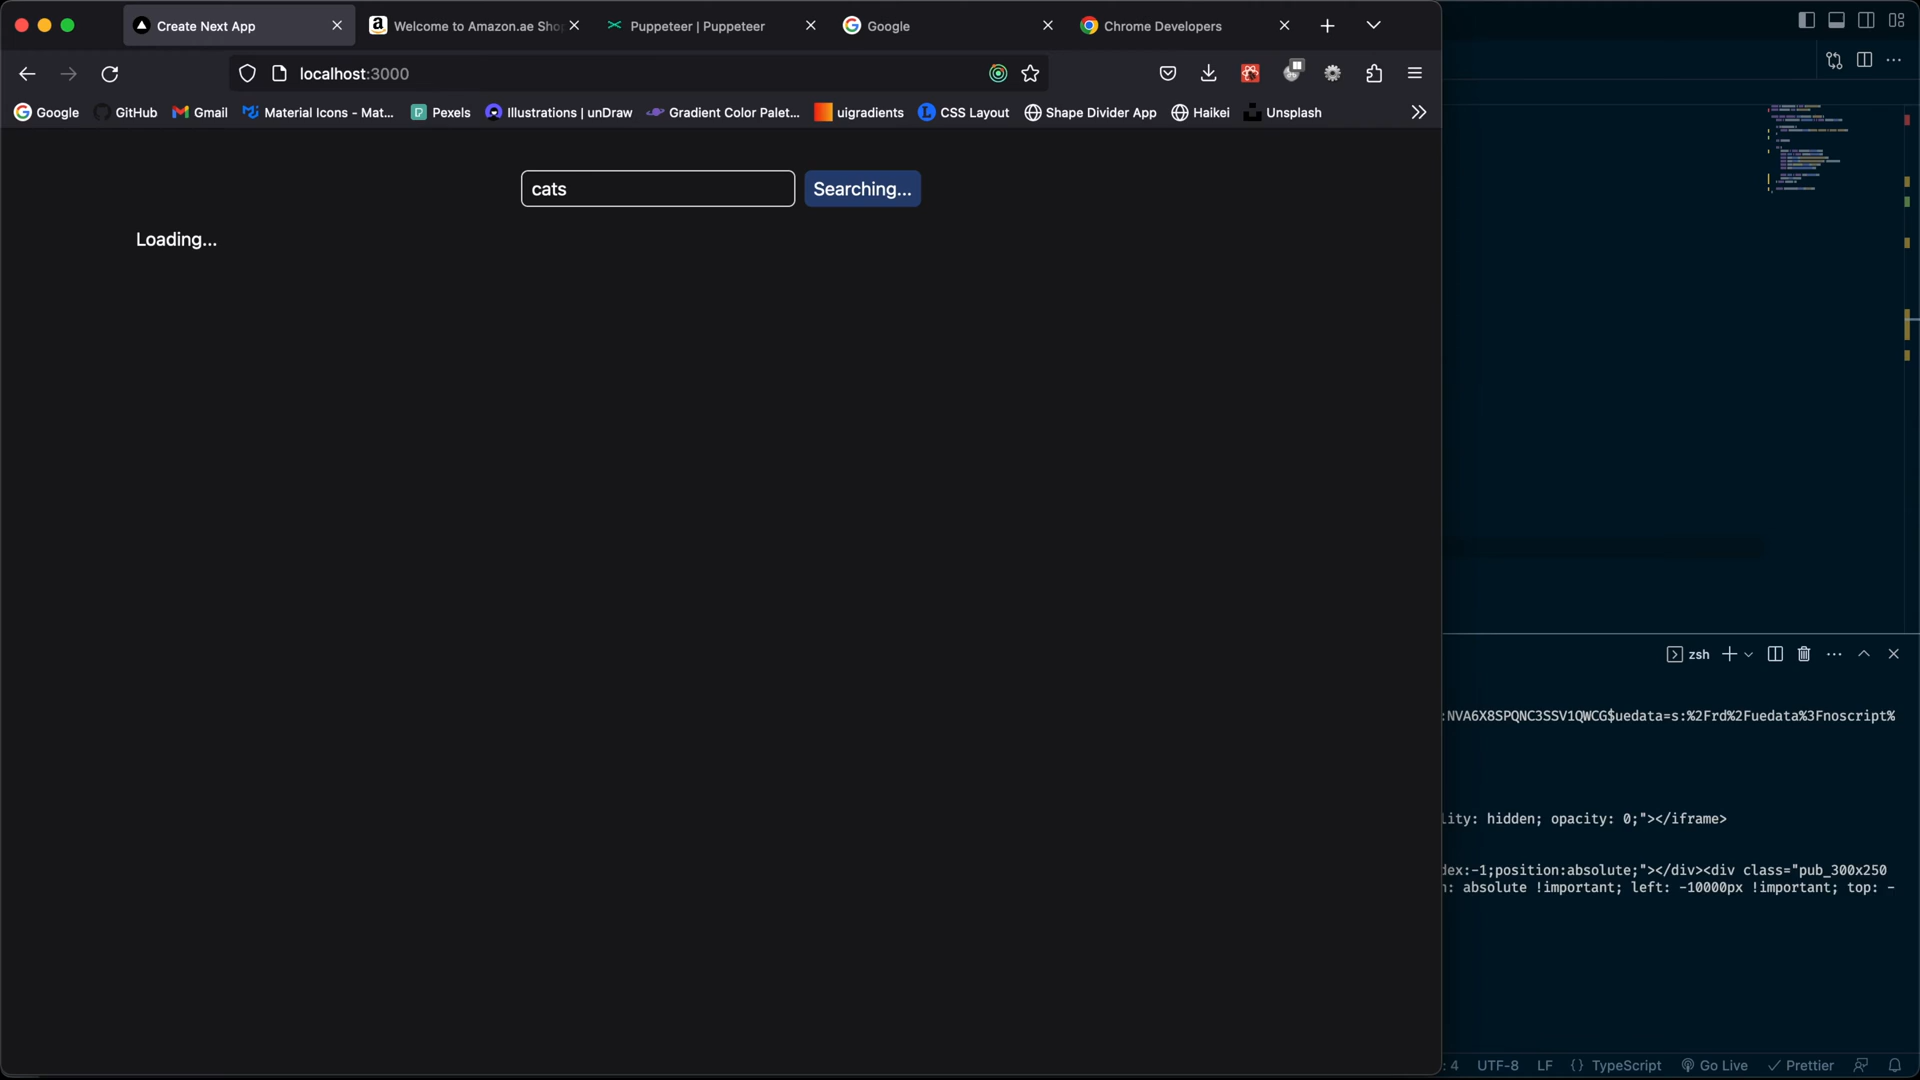 Create Next App
Welcome to Amazon.ae Sho
Puppeteer | Puppeteer
Google
Chrome Developers
localhost:3000
Google
GitHub
Gmail
Material Icons - Mat...
Pexels
Illustrations | unDraw
Gradient Color Palet...
uigradients
CSS Layout
Shape Divider App
Haikei
Unsplash
cats
Searching...
Loading...
zsh
:NVA6X8SPQNC3SSV1QWCG$uedata=s:%2Frd%2Fuedata%3Fnoscript%
lity: hidden; opacity: 0;"></iframe>
dex:-1;position:absolute;"></div><div class="pub_300x250
n: absolute !important; left: -10000px !important; top: -
: 4
UTF-8
LF
{} TypeScript
Go Live
Prettier